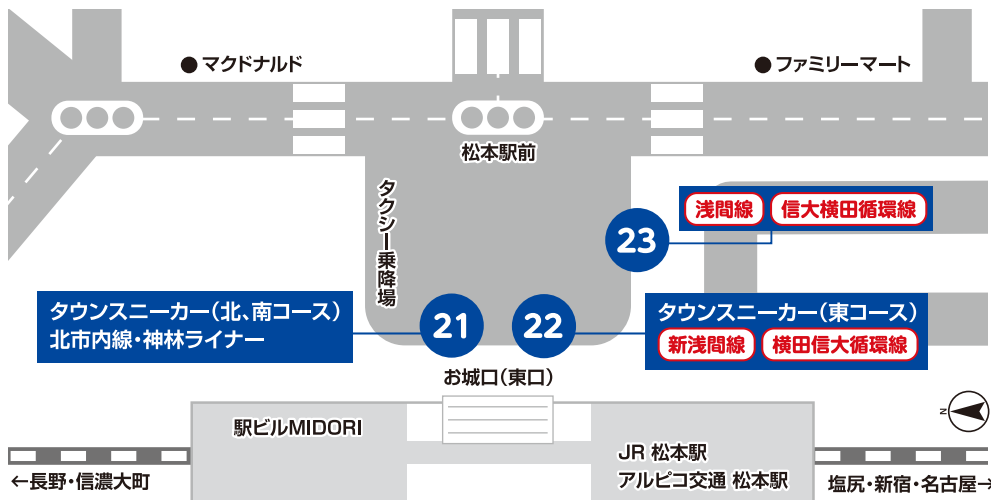 マクドナルド
ファミリーマート
松本駅前
タクシー乗降場
浅間線 信大横田循環線
23
タウンスニーカー(北、南コース)
北市内線・神林ライナー
21
22
タウンスニーカー(東コース)
新浅間線 横田信大循環線
お城口(東口)
N
駅ビルMIDORI
JR 松本駅
アルピコ交通 松本駅
←長野・信濃大町
塩尻・新宿・名古屋→